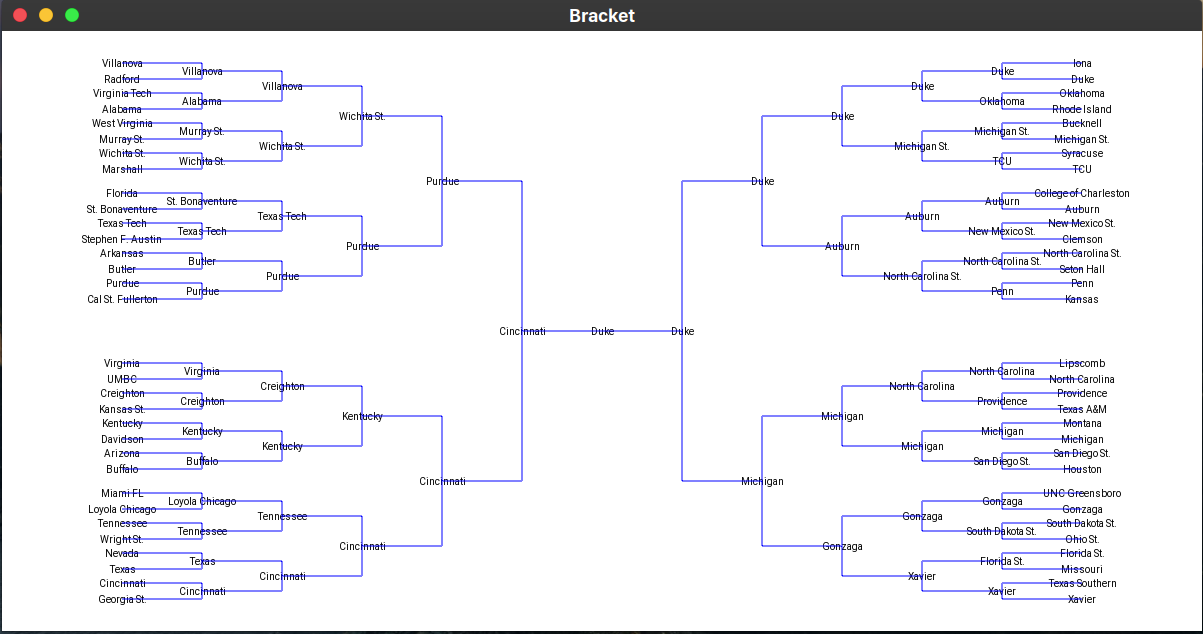 Bracket
Villanova
Radford
Virginia Tech
Alabama
West Virginia
Murray St.
Wichita St.
Marshall
Florida
St. Bonaventure
Texas Tech
Stephen F. Austin
Arkansas
Butler
Purdue
Cal St. Fullerton
Virginia
UMBC
Creighton
Kansas St.
Kentucky
Davidson
Arizona
Buffalo
Miami FL
Loyola Chicago
Tennessee
Wright St.
Nevada
Texas
Cincinnati
Georgia St.
Villanova
Alabama
Murray St.
Wichita St.
St. Bonaventure
Texas Tech
Butler
Purdue
Virginia
Creighton
Kentucky
Buffalo
Loyola Chicago
Tennessee
Texas
Cincinnati
Villanova
Wichita St.
Texas Tech
Purdue
Creighton
Kentucky
Tennessee
Cincinnati
Wichita St.
Purdue
Kentucky
Cincinnati
Purdue
Cincinnati
Cincinnati
Duke
Duke
Duke
Michigan
Duke
Auburn
Michigan
Gonzaga
Duke
Michigan St.
Auburn
North Carolina St.
North Carolina
Michigan
Gonzaga
Xavier
Duke
Oklahoma
Michigan St.
TCU
Auburn
New Mexico St.
North Carolina St.
Penn
North Carolina
Providence
Michigan
San Diego St.
Gonzaga
South Dakota St.
Florida St.
Xavier
Iona
Duke
Oklahoma
Rhode Island
Bucknell
Michigan St.
Syracuse
TCU
College of Charleston
Auburn
New Mexico St.
Clemson
North Carolina St.
Seton Hall
Penn
Kansas
Lipscomb
North Carolina
Providence
Texas A&M
Montana
Michigan
San Diego St.
Houston
UNC Greensboro
Gonzaga
South Dakota St.
Ohio St.
Florida St.
Missouri
Texas Southern
Xavier